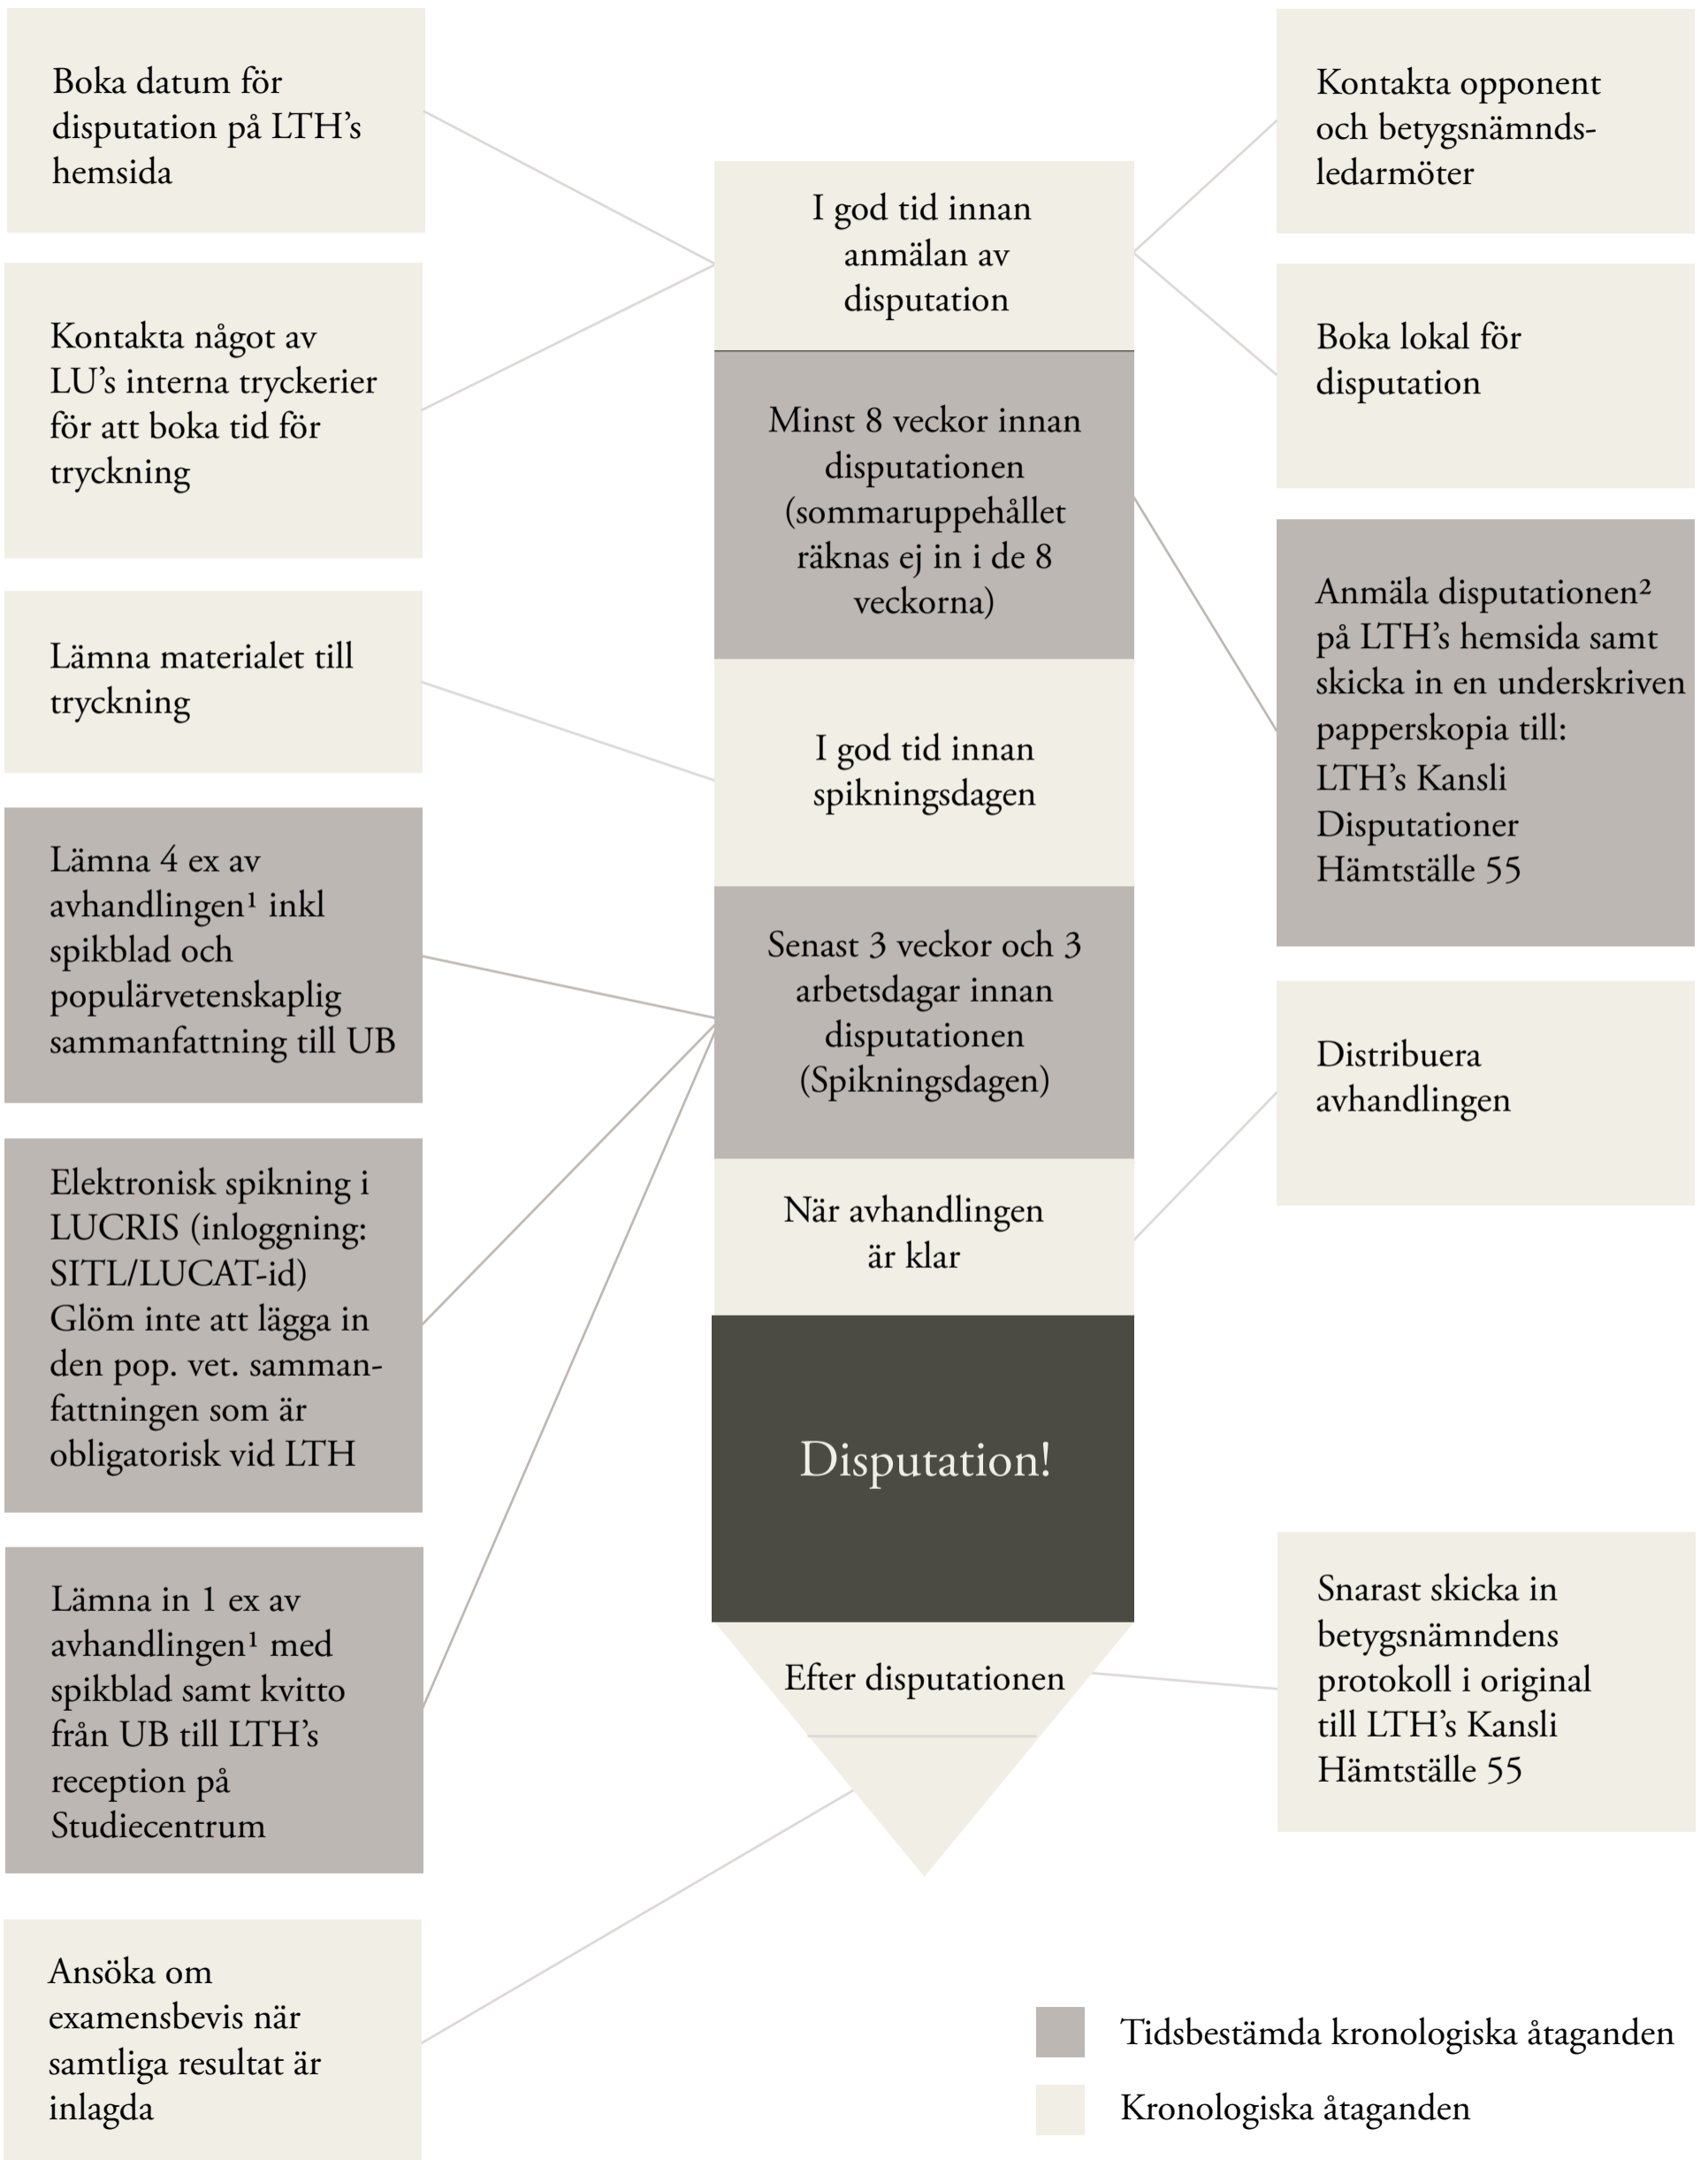 Boka datum för
disputation på LTH’s
hemsida
Kontakta något av
LU’s interna tryckerier
för att boka tid för
tryckning
Lämna materialet till
tryckning
Lämna 4 ex av
avhandlingen¹ inkl
spikblad och
populärvetenskaplig
sammanfattning till UB
Elektronisk spikning i
LUCRIS (inloggning:
SITL/LUCAT-id)
Glöm inte att lägga in
den pop. vet. samman-
fattningen som är
obligatorisk vid LTH
Lämna in 1 ex av
avhandlingen¹ med
spikblad samt kvitto
från UB till LTH’s
reception på
Studiecentrum
Ansöka om
examensbevis när
samtliga resultat är
inlagda
I god tid innan
anmälan av
disputation
Minst 8 veckor innan
disputationen
(sommaruppehållet
räknas ej in i de 8
veckorna)
I god tid innan
spikningsdagen
Senast 3 veckor och 3
arbetsdagar innan
disputationen
(Spikningsdagen)
När avhandlingen
är klar
Disputation!
Efter disputationen
Kontakta opponent
och betygsnämnds-
ledarmöter
Boka lokal för
disputation
Anmäla disputationen²
på LTH’s hemsida samt
skicka in en underskriven
papperskopia till:
LTH’s Kansli
Disputationer
Hämtställe 55
Distribuera
avhandlingen
Snarast skicka in
betygsnämndens
protokoll i original
till LTH’s Kansli
Hämtställe 55
Tidsbestämda kronologiska åtaganden
Kronologiska åtaganden